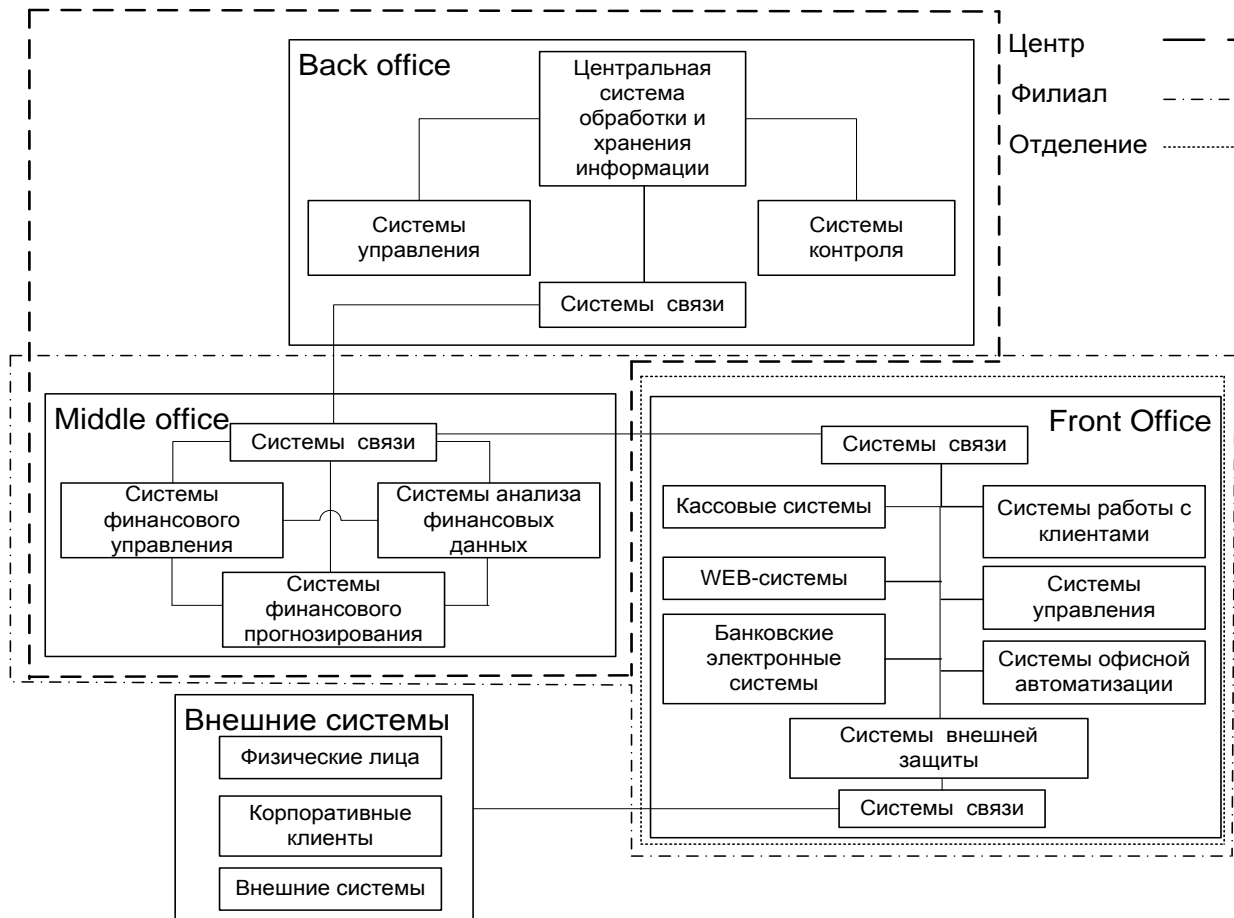 Центр
Филиал
Отделение
Back office
Центральная
система
обработки и
хранения
информации
Системы
управления
Системы
контроля
Системы связи
Middle office
Системы связи
Системы
финансового
управления
Системы анализа
финансовых
данных
Системы
финансового
прогнозирования
Front Office
Системы связи
Кассовые системы
Системы работы с
клиентами
WEB-системы
Системы
управления
Банковские
электронные
системы
Системы офисной
автоматизации
Системы внешней
защиты
Системы связи
Внешние системы
Физические лица
Корпоративные
клиенты
Внешние системы